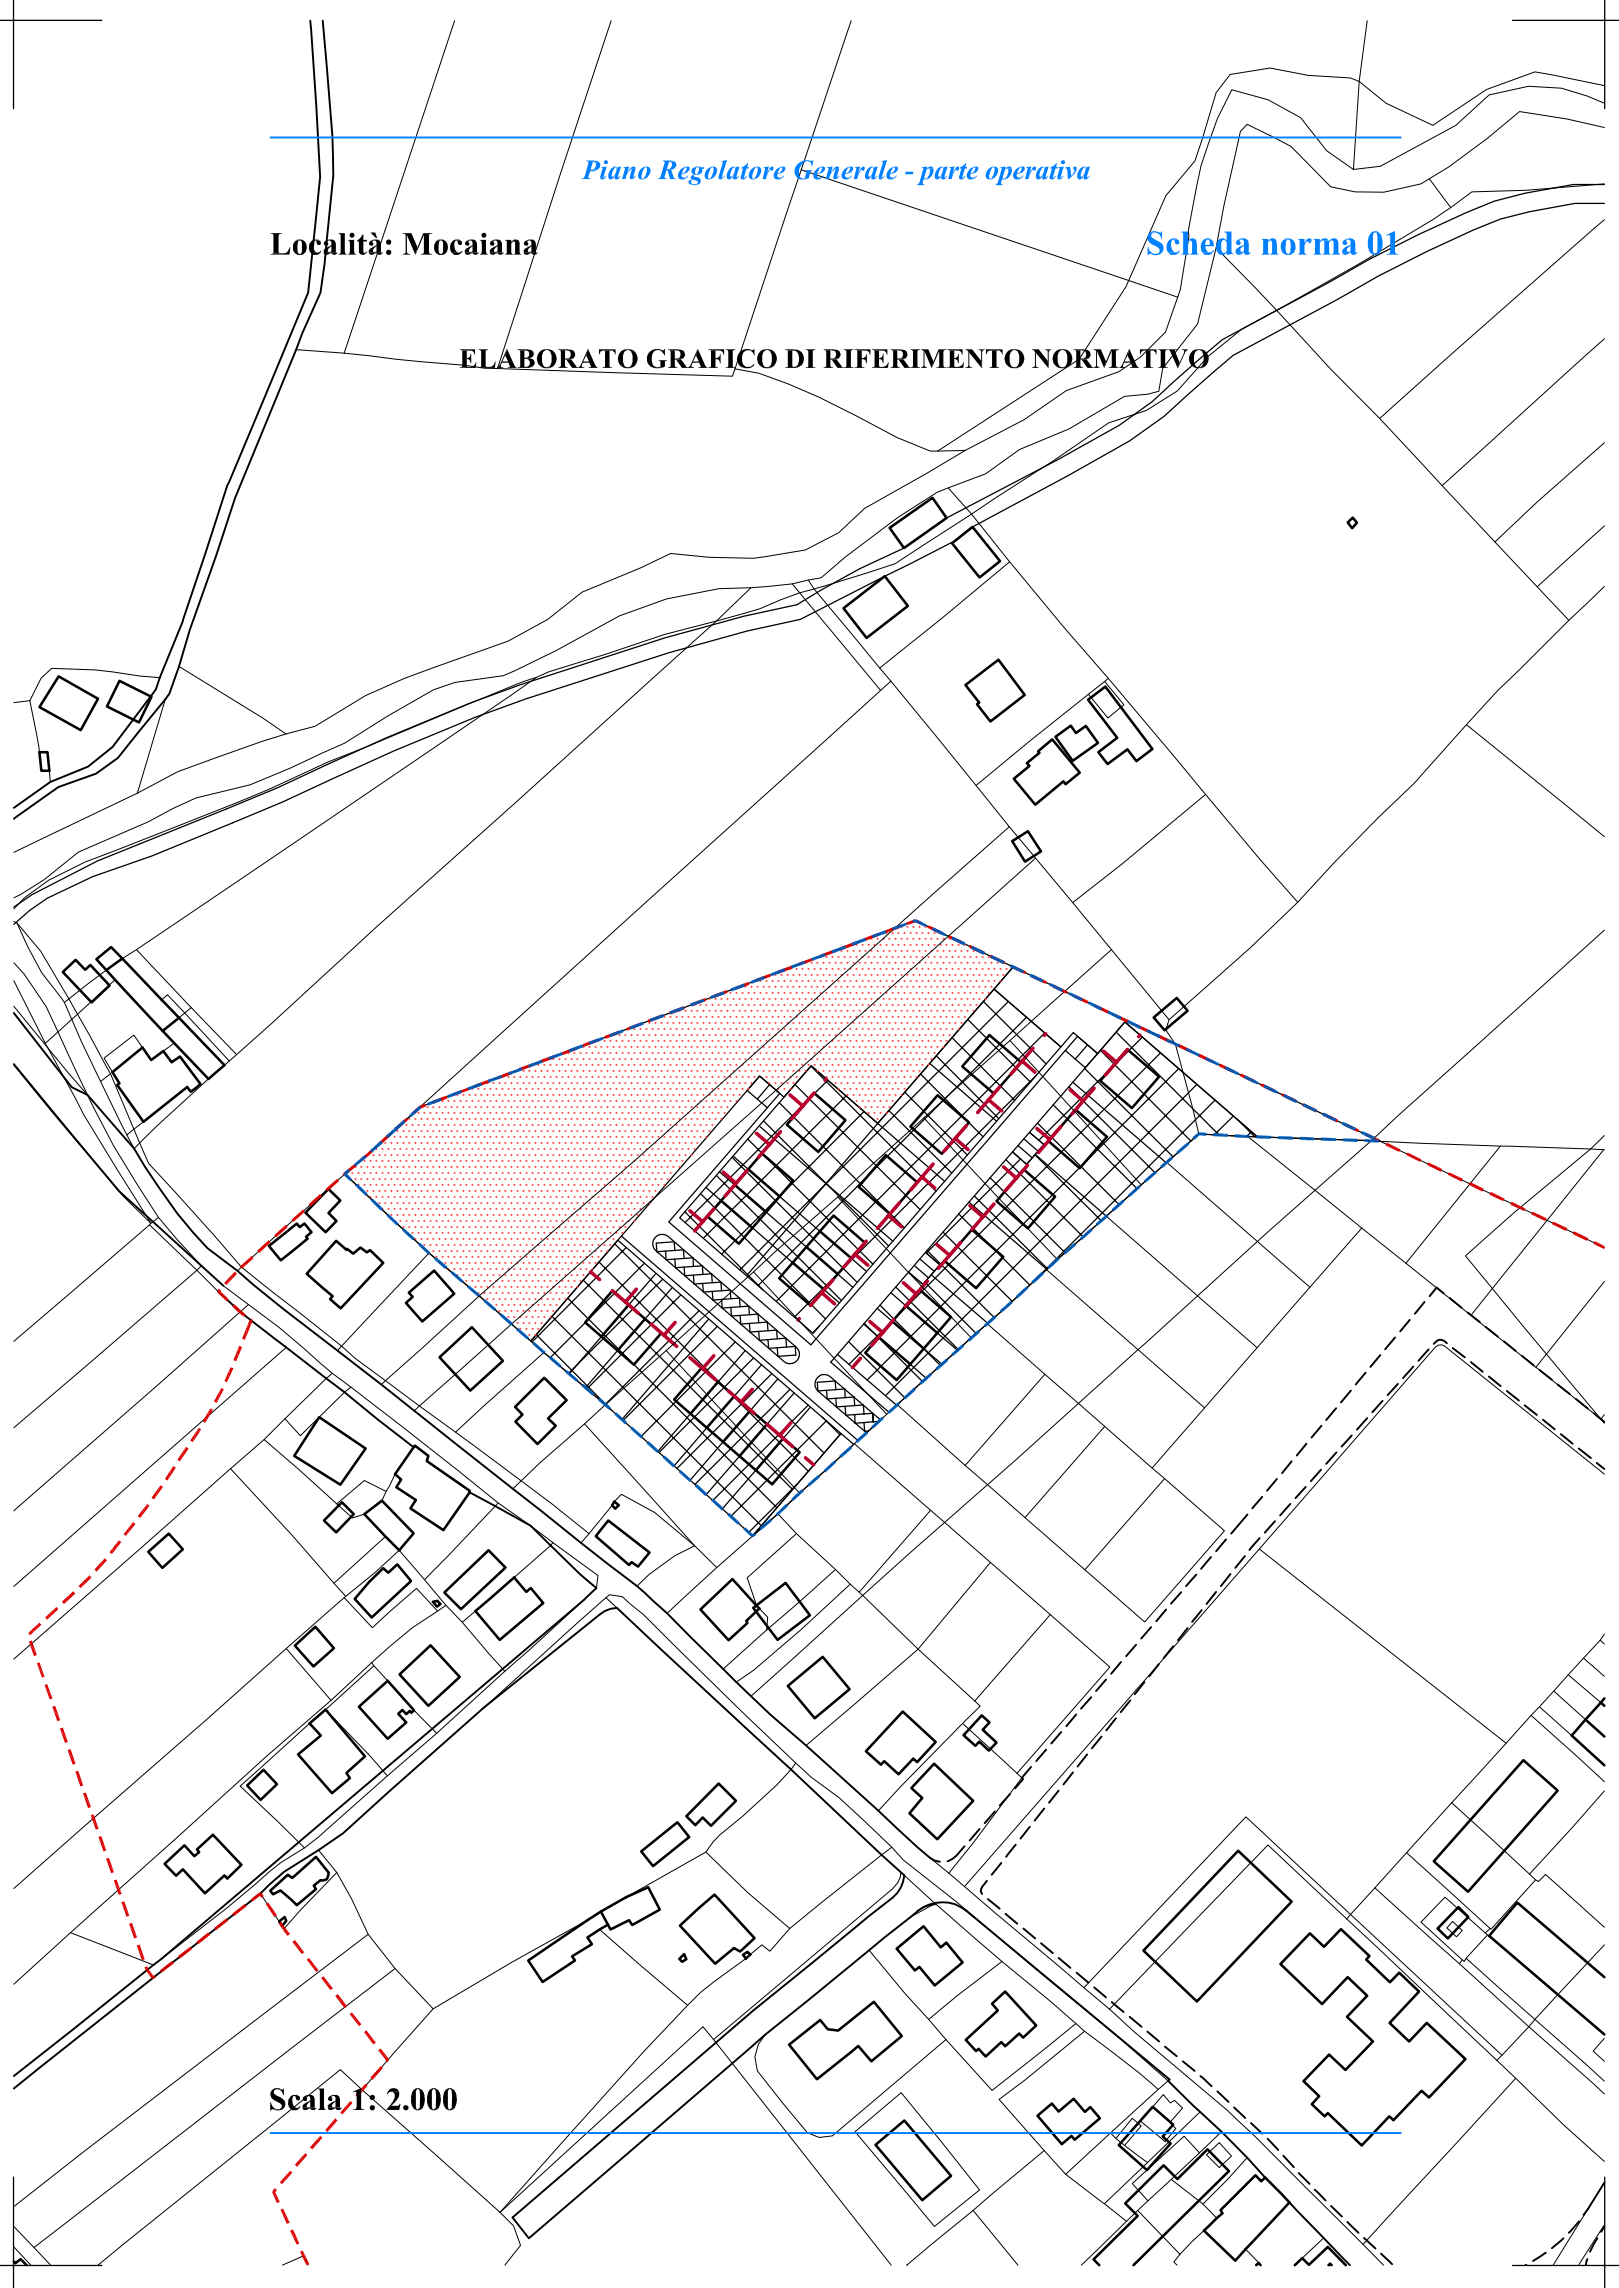 Piano Regolatore Generale - parte operativa
Località: Mocaiana
Scheda norma 01
ELABORATO GRAFICO DI RIFERIMENTO NORMATIVO
Scala 1: 2.000